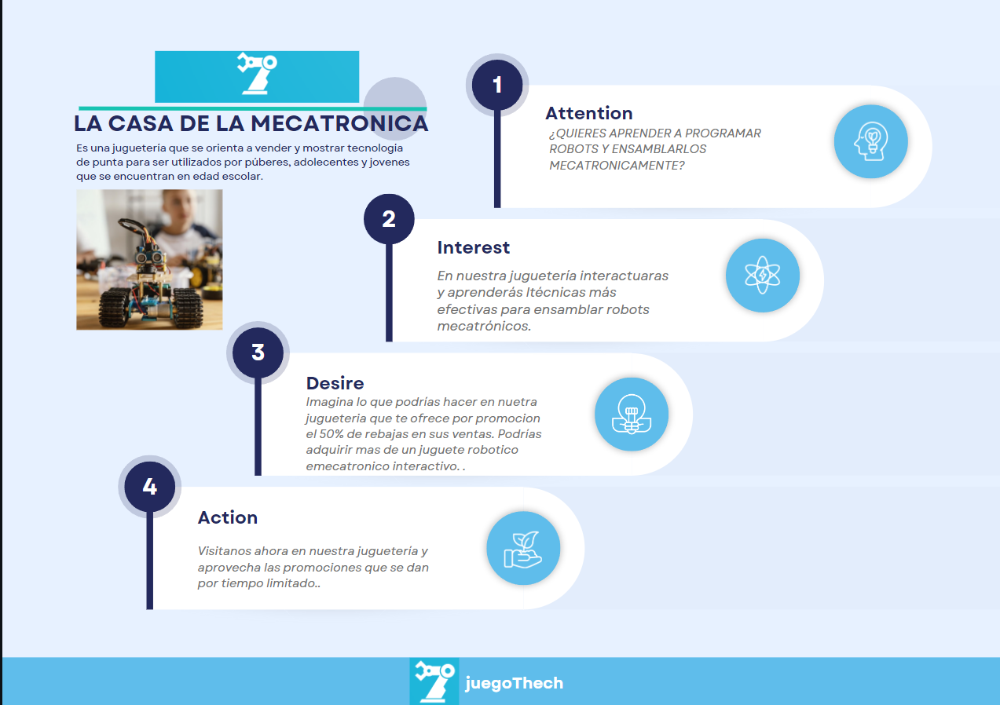 LA CASA DE LA MECATRONICA
Es una jugueteria que se orienta a vender y mostrar tecnologia
de punta para ser utilizados por púberes, adolecentes y jovenes
que se encuentran en edad escolar.
1
Attention
¿QUIERES APRENDER A PROGRAMAR
ROBOTS Y ENSAMBLARLOS
MECATRONICAMENTE?
2
Interest
En nuestra juguetería interactuaras
y aprenderás ltécnicas más
efectivas para ensamblar robots
mecatrónicos.
3
Desire
Imagina lo que podrías hacer en nuetra
jugueteria que te ofrece por promocion
el 50% de rebajas en sus ventas. Podrías
adquirir mas de un juguete robotico
emecatronico interactivo. .
4
Action
Visitanos ahora en nuestra juguetería y
aprovecha las promociones que se dan
por tiempo limitado..
juegoThech